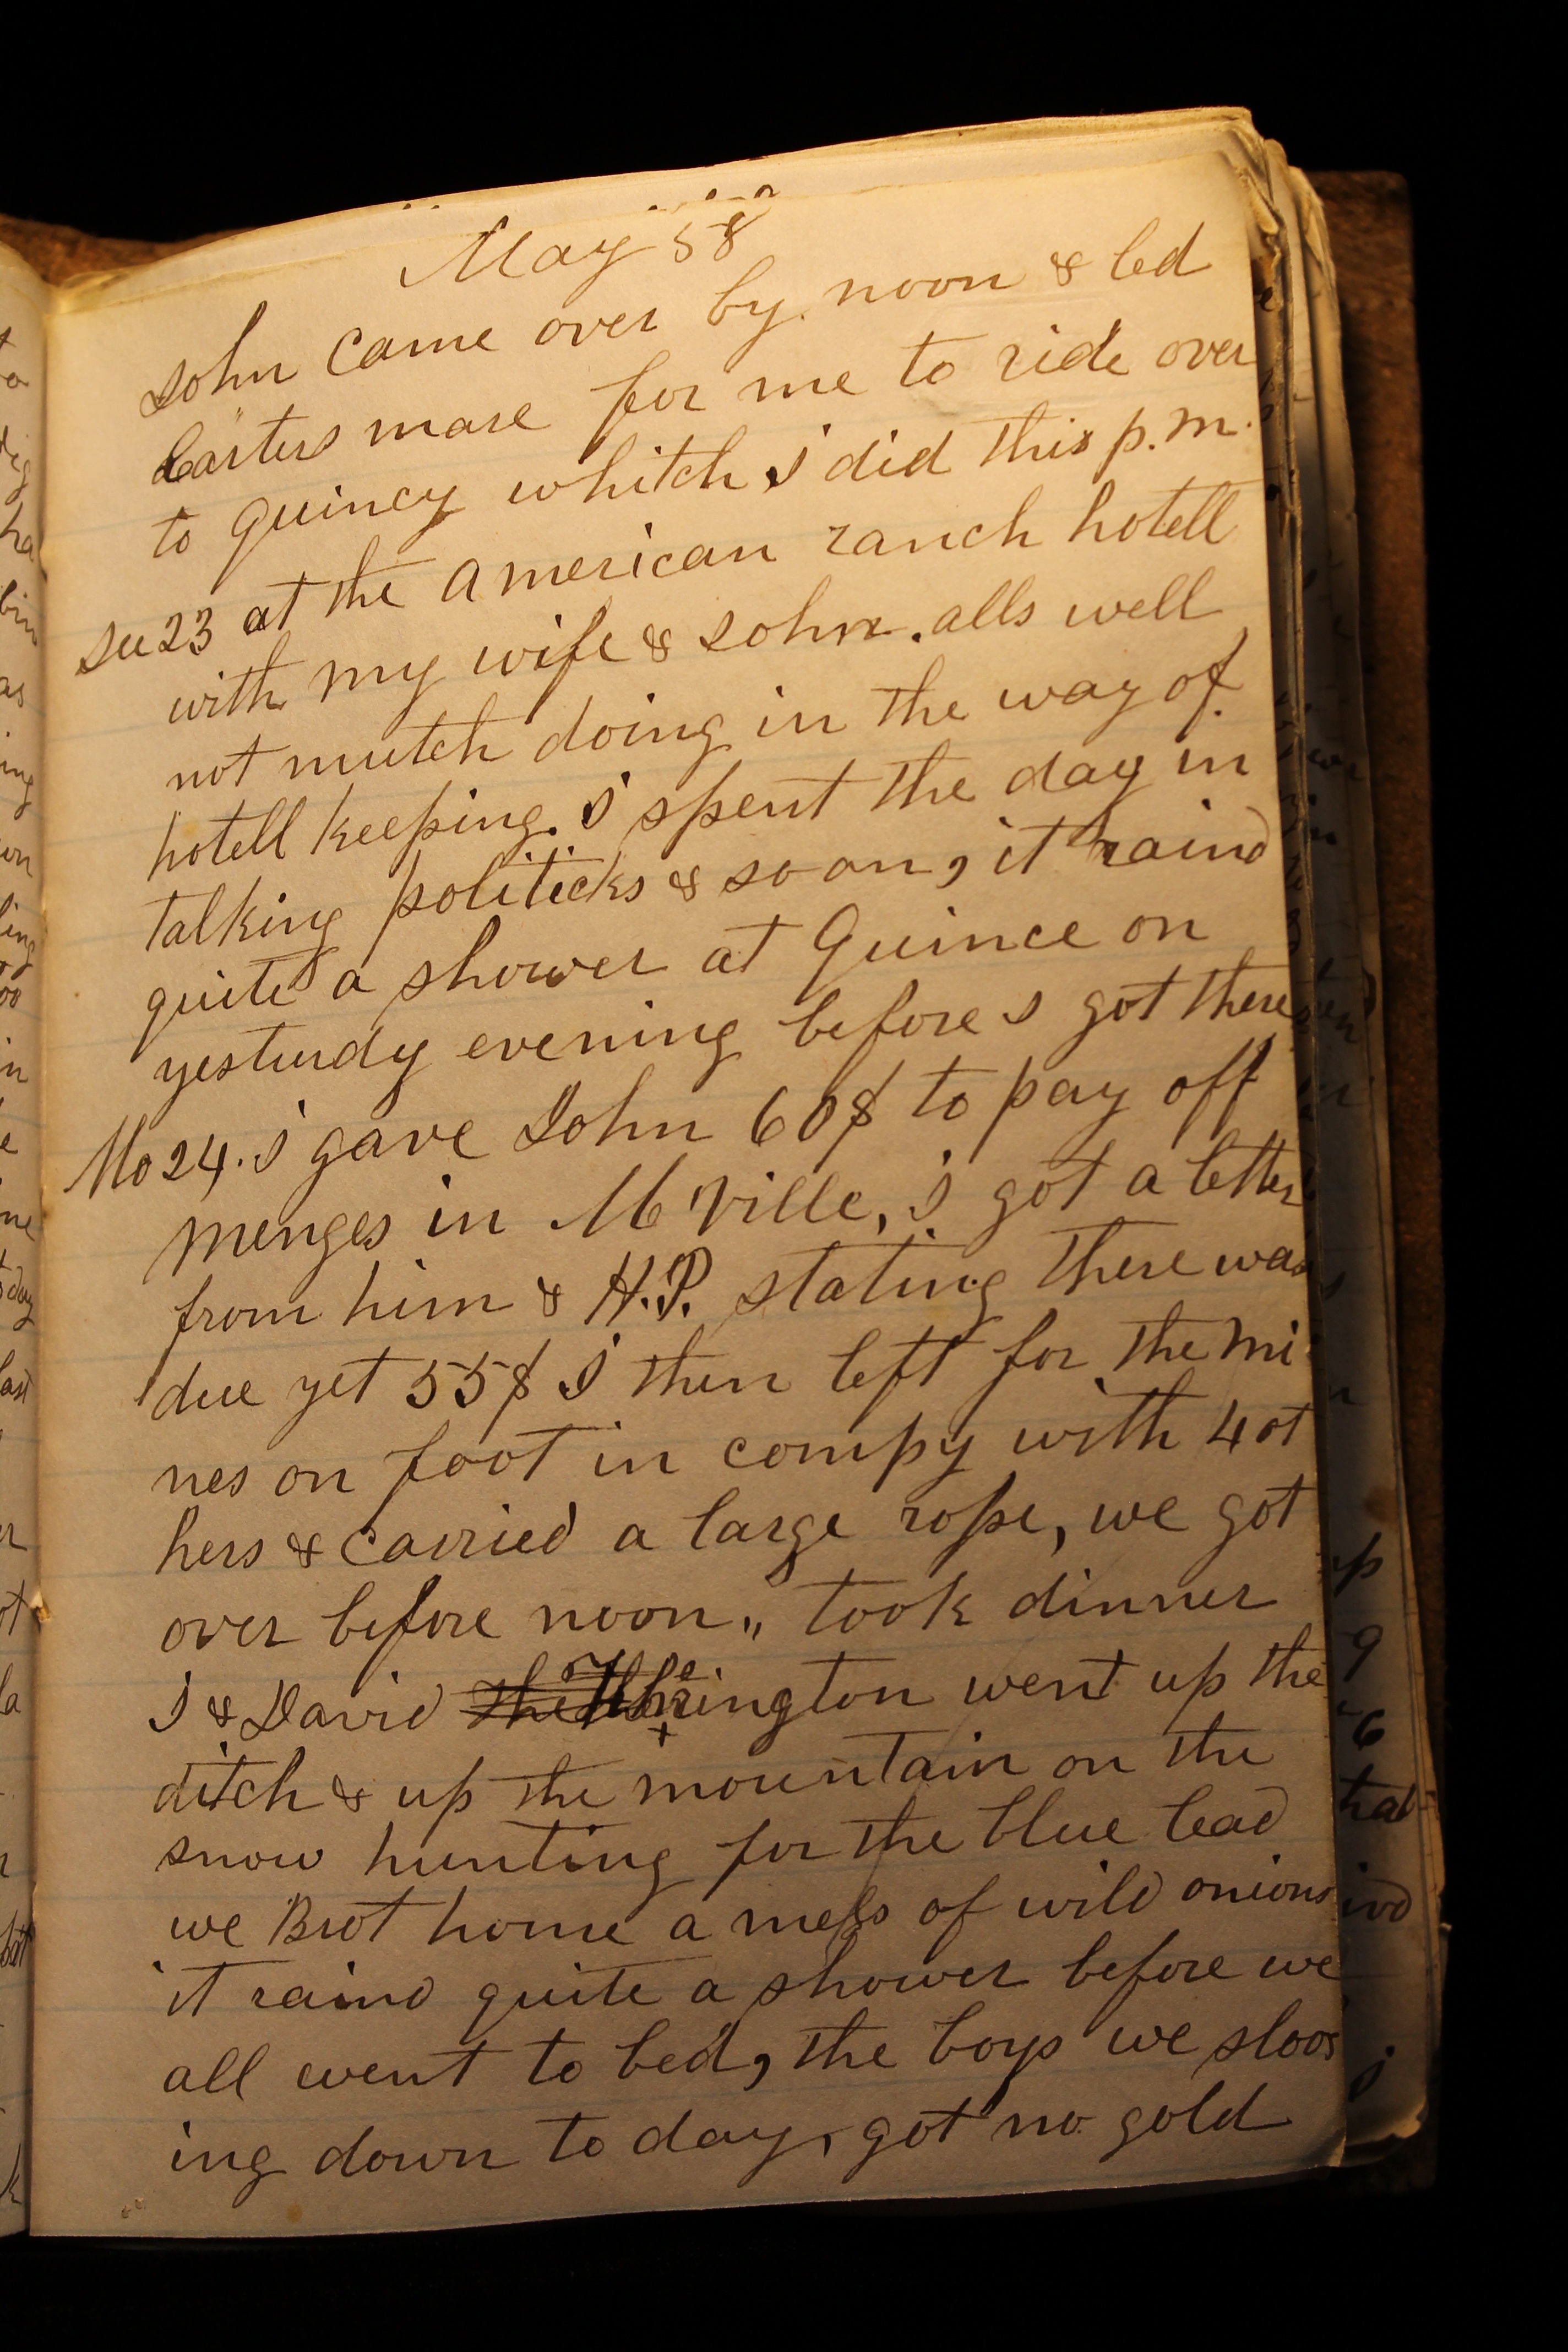 May 58
John Came over by noon & led
Carters mare for me to ride over
to quincy whitch i did this p.m.
Su 23 at the American ranch hotell
with my wife & John. alls well
not mutch doing in the way of
hotell keeping. i spent the day in
talking politicks & so on, it raind
quite a shower at Quince on
yesturdy evening before i got there
Mo 24. i gave John 60$ to pay off
menges in M Ville, i got a letter
from him & H.P. stating there was
due yet 55$ i then left for the mi
nes on foot in compy with 4 ot
hers & carried a large rope, we got
over before noon,, took dinner
i & David ington went up the
ditch & up the mountain on the
snow hunting for the blue lead
we Brot home a mess of wild onions
it raind quite a shower before we
all went to bed, the boys we sloos
ing down to day, got no gold